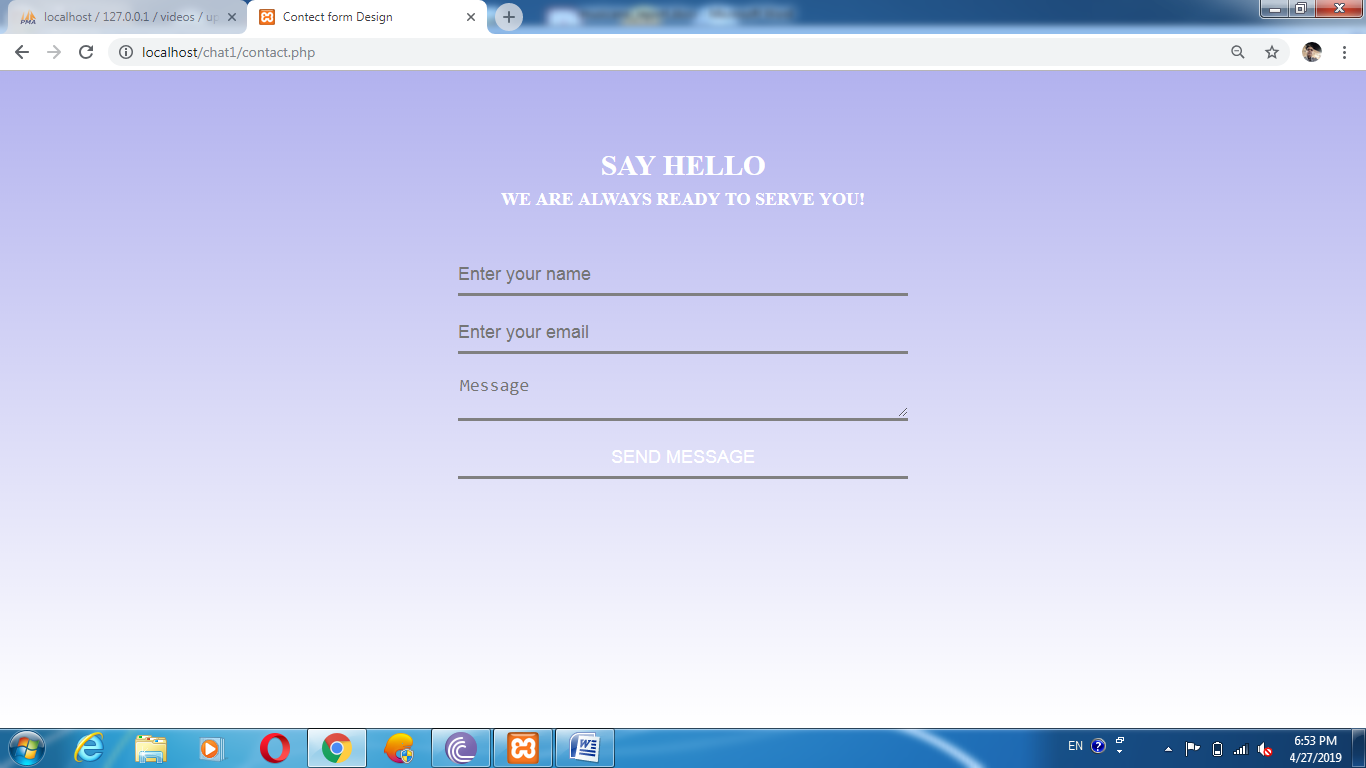 localhost / 127.0.0.1 / videos / up
Contect form Design
localhost/chat1/contact.php
SAY HELLO
WE ARE ALWAYS READY TO SERVE YOU!
Enter your name
Enter your email
Message
SEND MESSAGE
EN
6:53 PM
4/27/2019